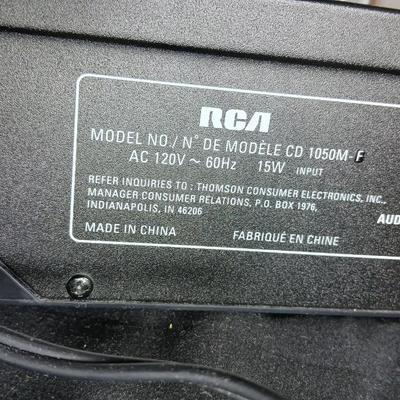 RCA
MODEL NO./N° DE MODÈLE CD 1050M-F
AC 120V ~ 60Hz 15W INPUT
REFER INQUIRIES TO : THOMSON CONSUMER ELECTRONICS, INC.,
MANAGER CONSUMER RELATIONS, P.O. BOX 1976,
INDIANAPOLIS, IN 46206
AUD
MADE IN CHINA FABRIQUÉ EN CHINE